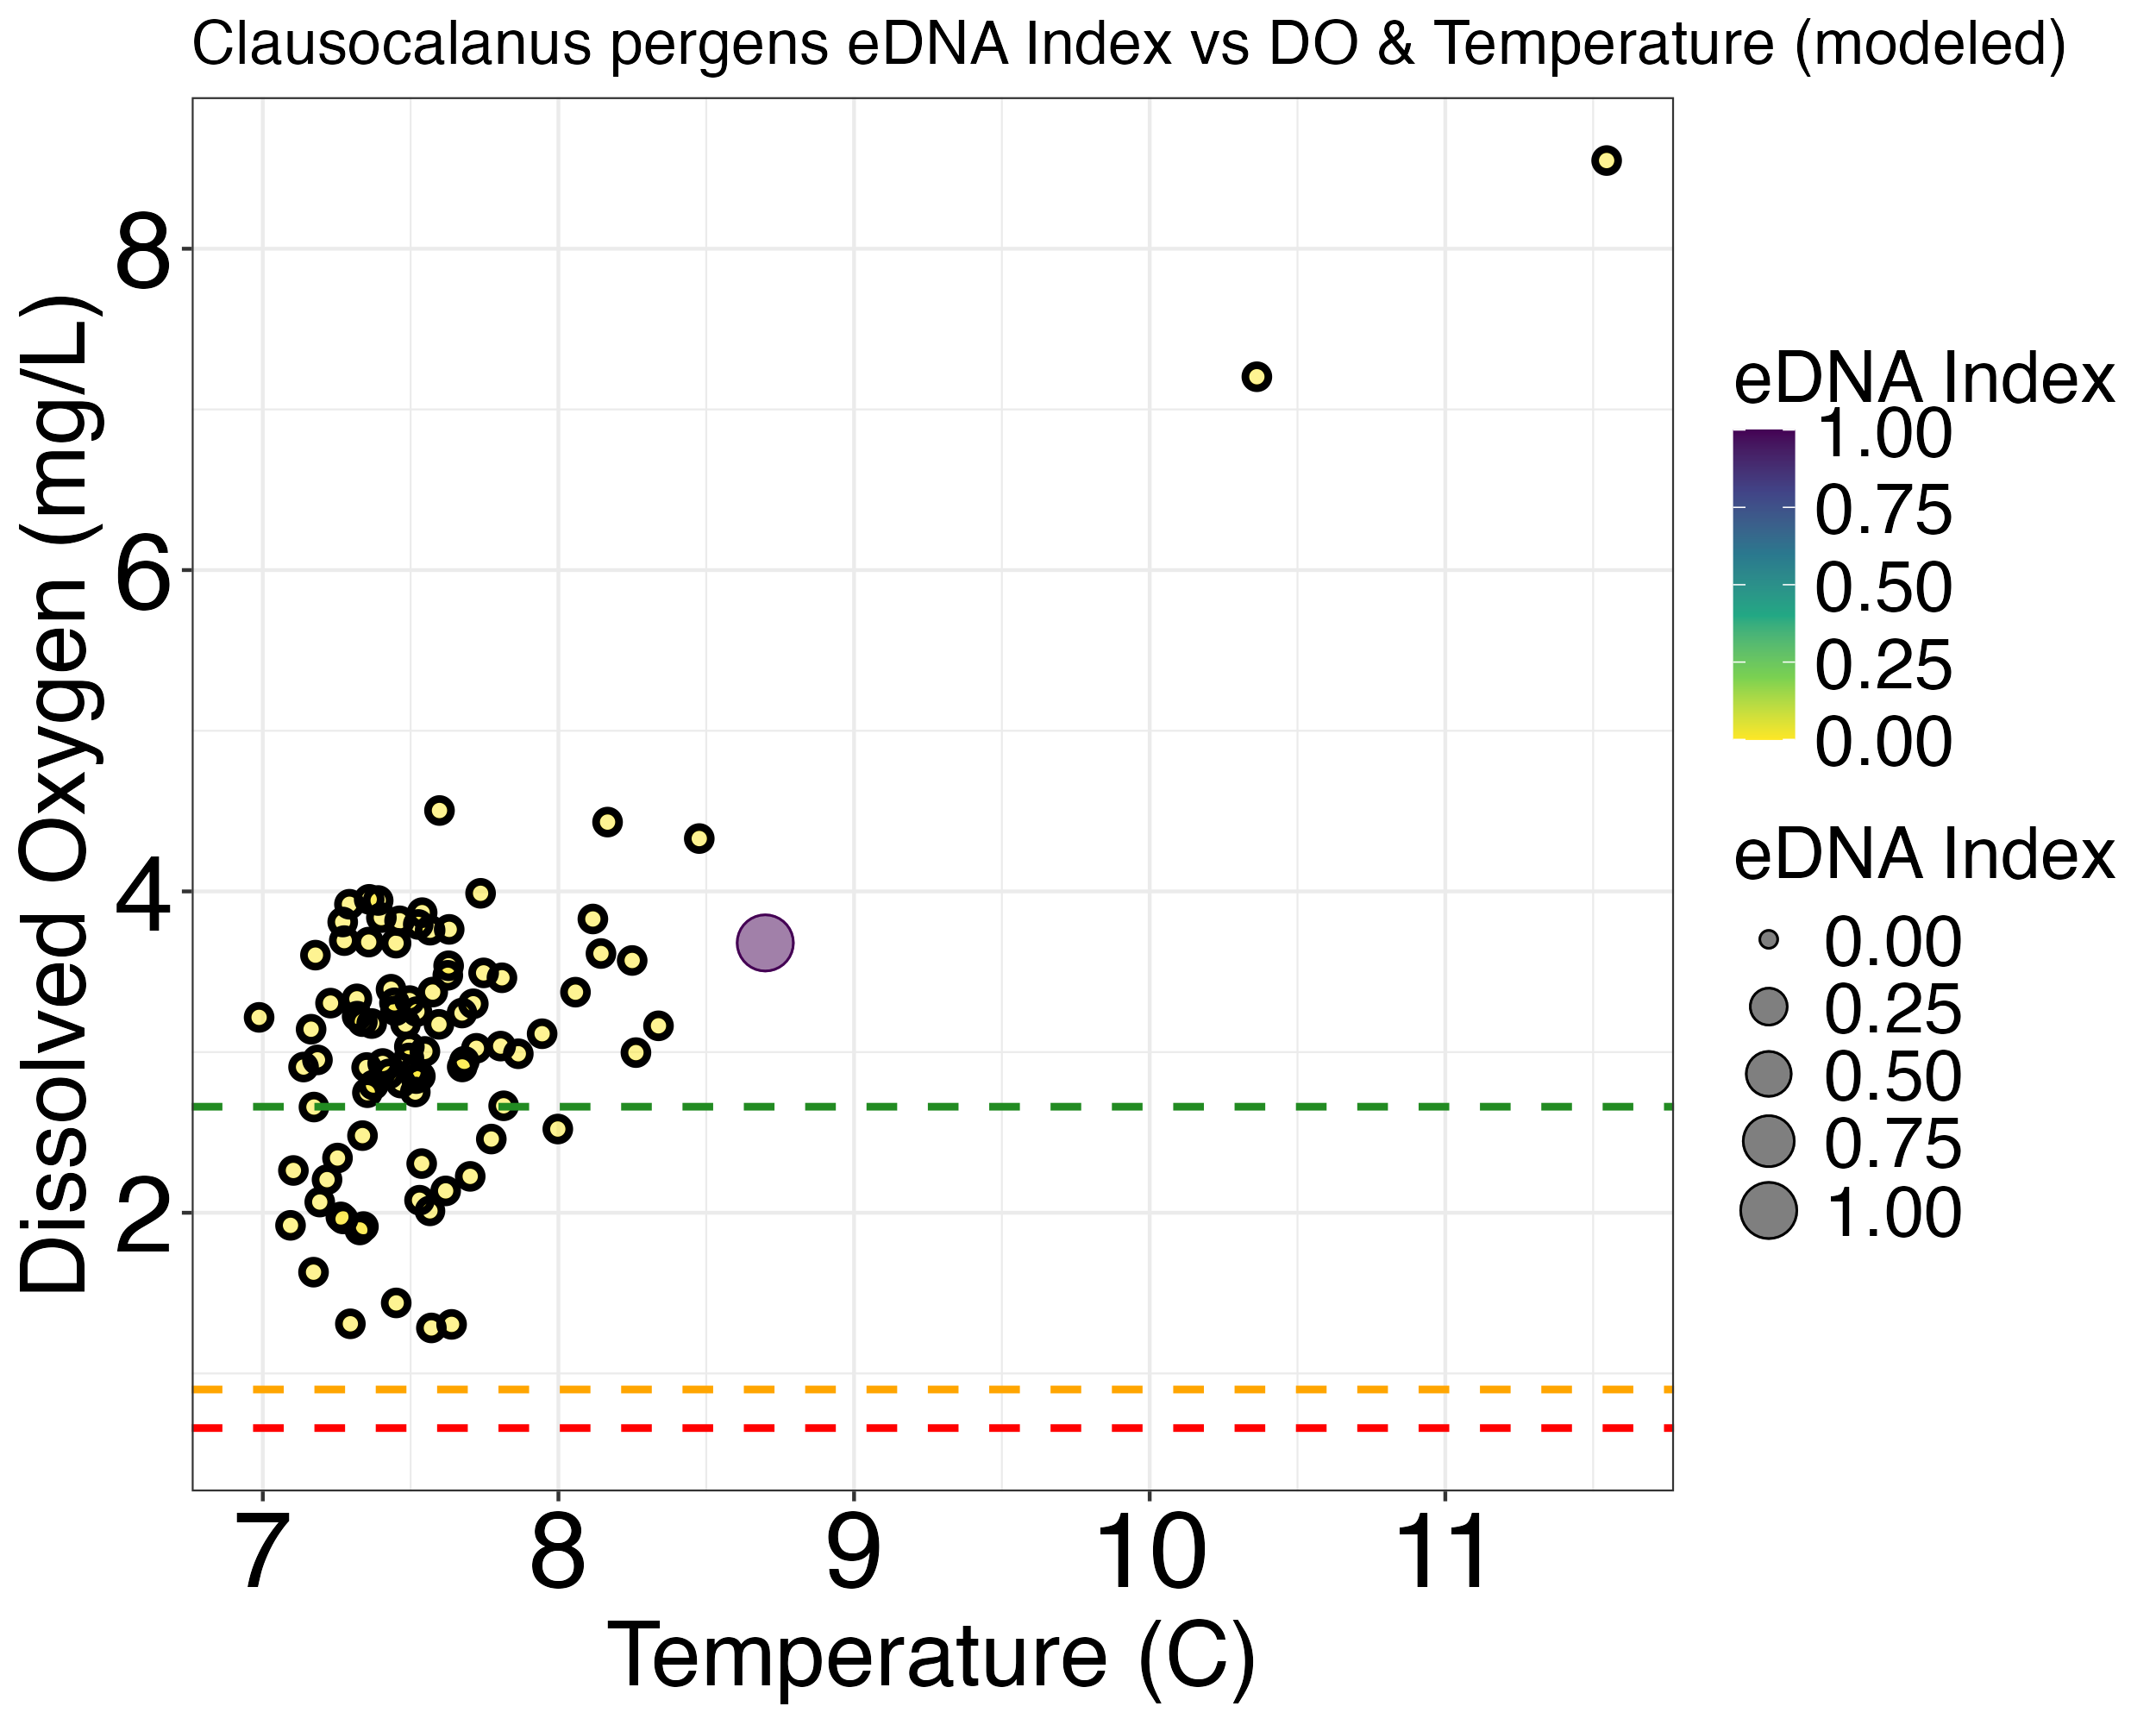 Clausocalanus pergens eDNA Index vs DO & Temperature (modeled)
Dissolved Oxygen (mg/L)
8
6
4
2
7 8 9 10 11
Temperature (C)
eDNA Index
1.00
0.75
0.50
0.25
0.00
eDNA Index
0.00
0.25
0.50
0.75
1.00